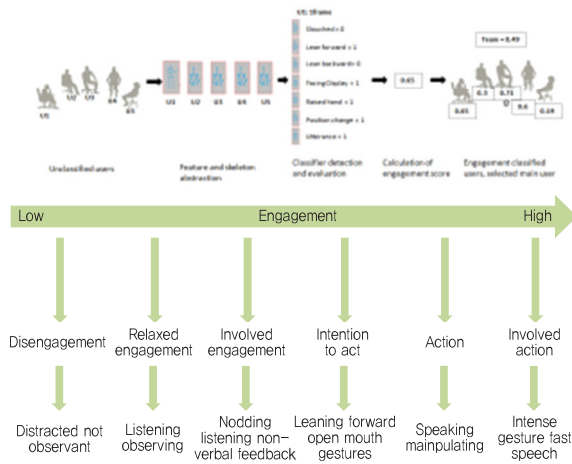 U1: 1frame
Slouched = 0
Lean forward = 1
Lean backward= 0
Facing Display = 1
Raised hand = 1
Position change = 1
Utterance = 1
Team = 0.49
0.65
0.3
0.71
0.6
0.65
0.19
U1
U2
U3
U4
U5
U1
U2
U3
U4
U5
Unclassified users
Feature and skeleton
abstraction
Classifier detection
and evaluation
Calculation of
engagement score
Engagement classified
users, selected main user
Low
Engagement
High
Disengagement
Relaxed
engagement
Involved
engagement
Intention
to act
Action
Involved
action
Distracted not
observant
Listening
observing
Nodding
listening non-
verbal feedback
Leaning forward
open mouth
gestures
Speaking
mainpulating
Intense
gesture fast
speech